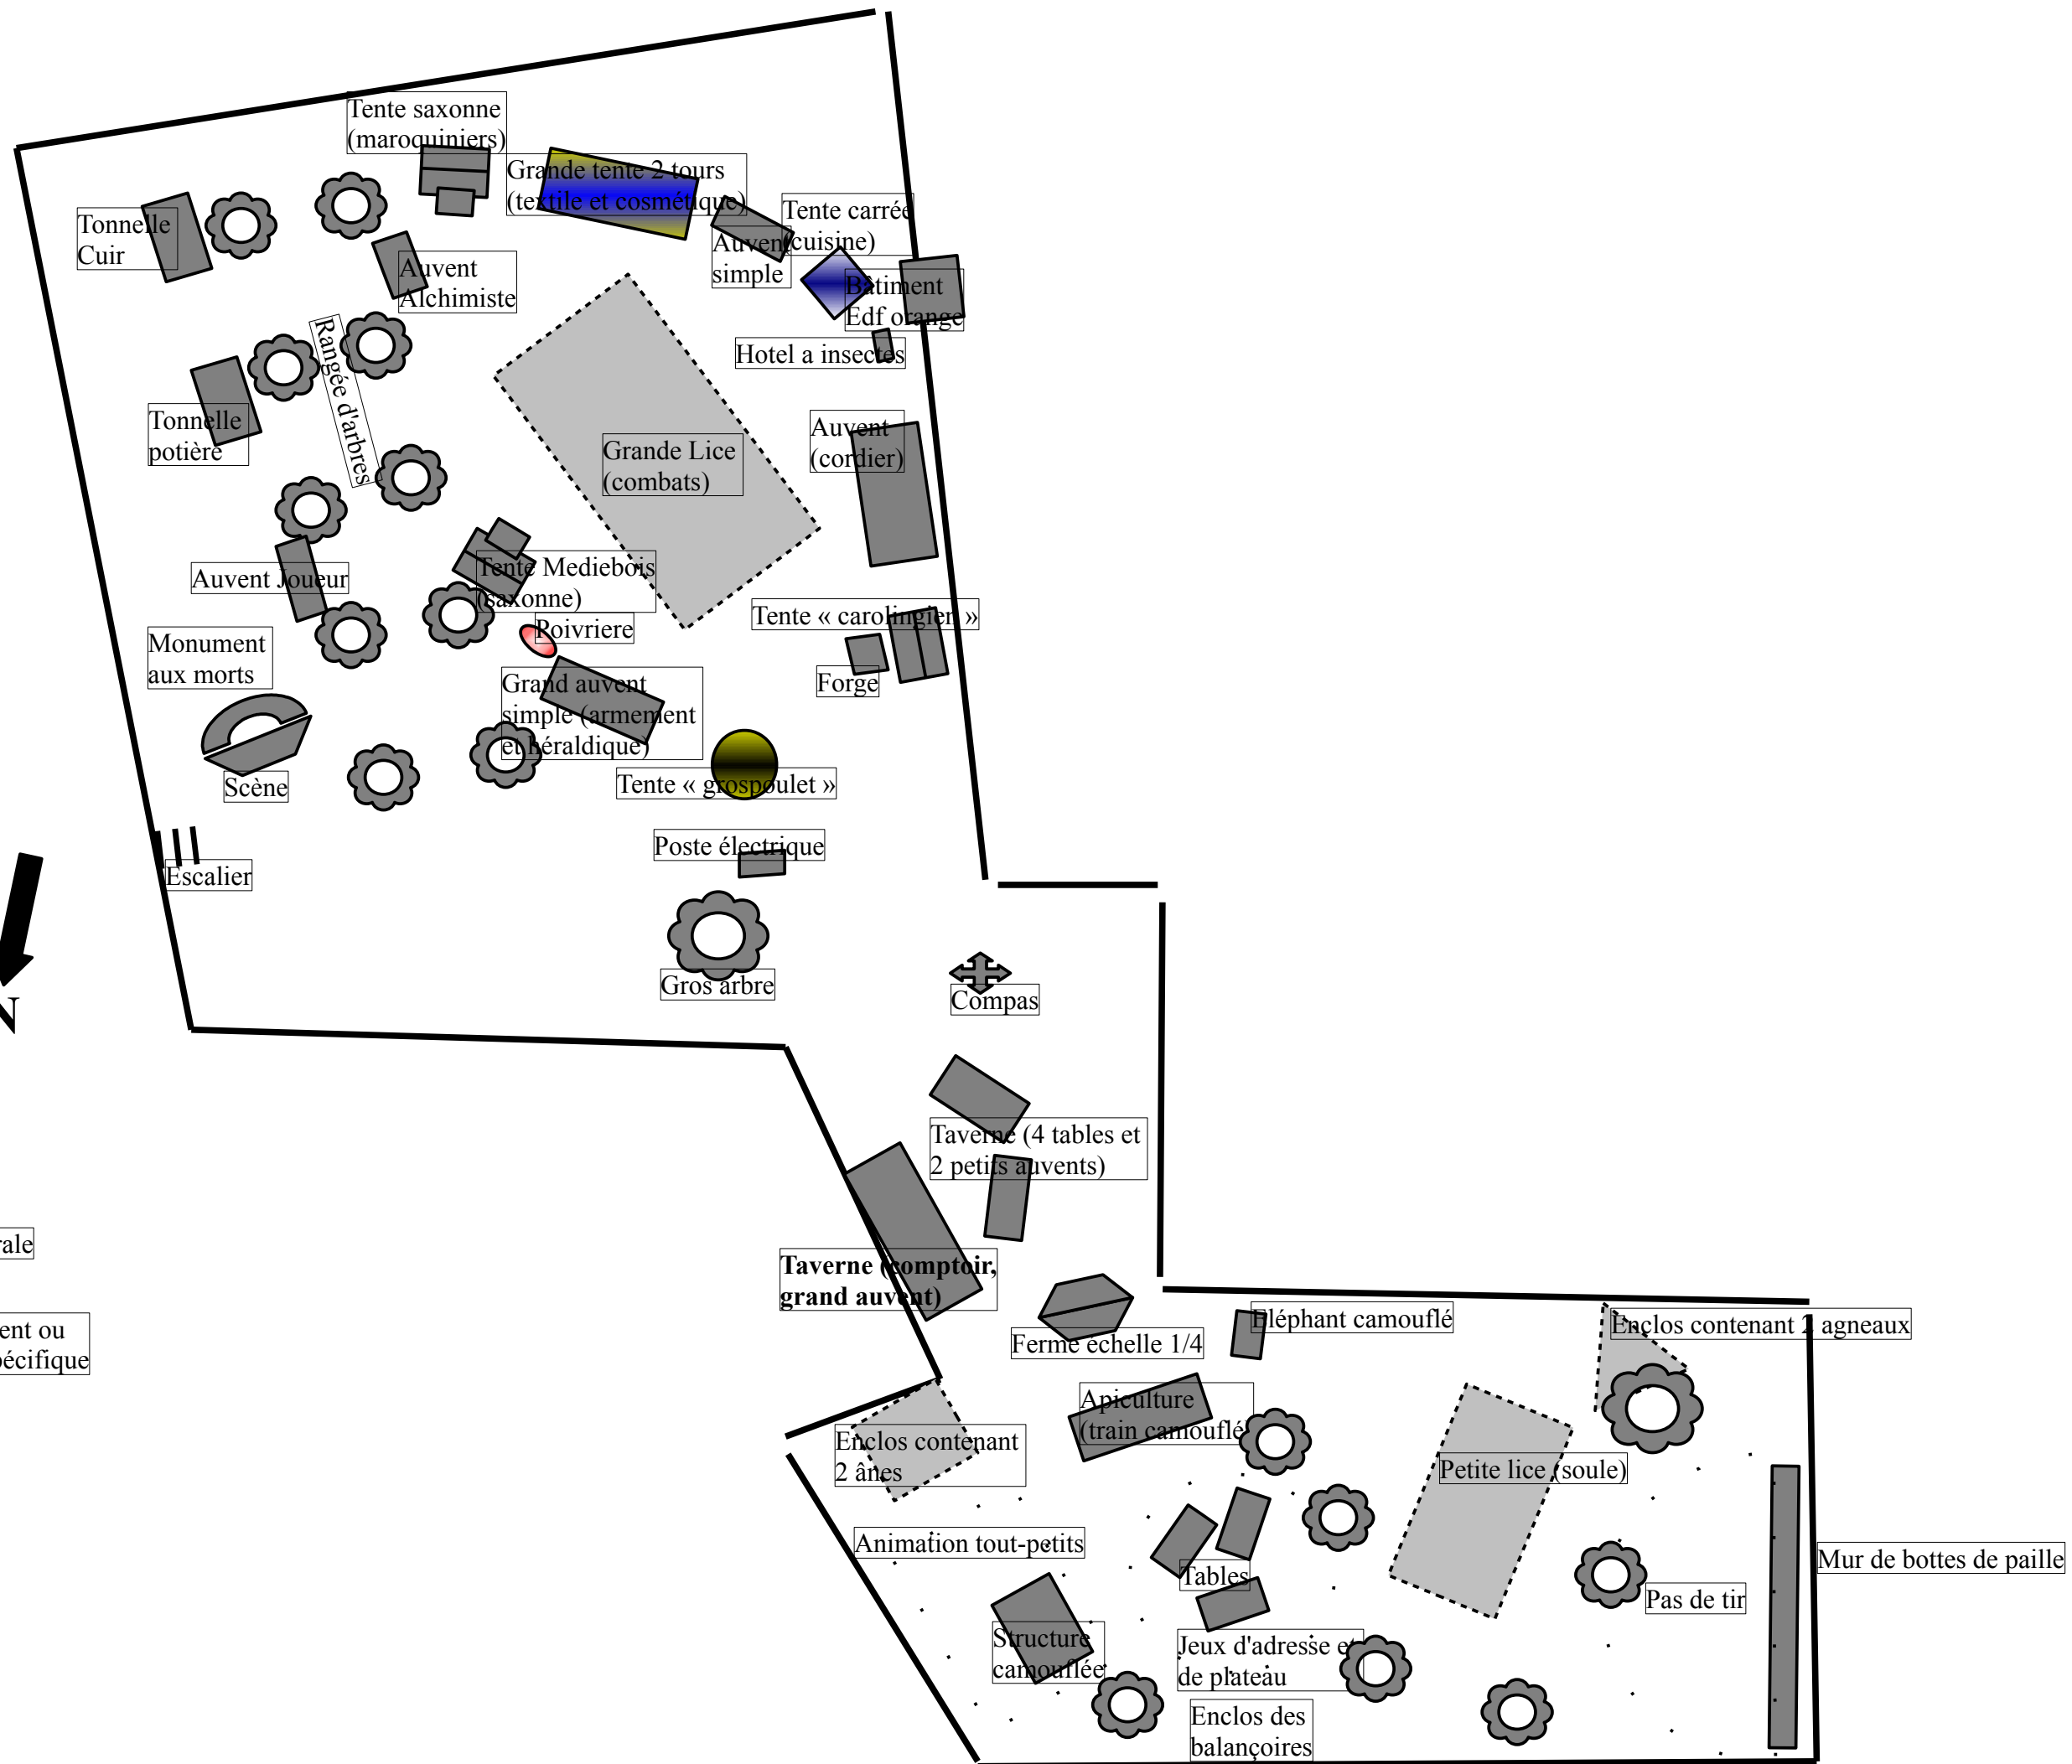 Tente saxonne
(maroquiniers)
Grande tente 2 tours
(textile et cosmétique)
Tente carrée
(cuisine)
Tonnelle
Cuir
Auvent
simple
Auvent
Alchimiste
Bâtiment
Edf orange
Hotel a insectes
Rangée d'arbres
Tonnelle
potière
Grande Lice
(combats)
Auvent
(cordier)
Auvent Joueur
Tente Mediebois
(saxonne)
Poivriere
Tente « carolingien »
Monument
aux morts
Forge
Grand auvent
simple (armement
et héraldique)
Scène
Tente « grospoulet »
Poste électrique
Escalier
Gros arbre
Compas
N
Taverne (4 tables et
2 petits auvents)
rale
Taverne (comptoir,
grand auvent)
ent ou
pécifique
Ferme échelle 1/4
Eléphant camouflé
Enclos contenant 2 agneaux
Apiculture
(train camouflé
Enclos contenant
2 ânes
Petite lice (soule)
Animation tout-petits
Tables
Mur de bottes de paille
Pas de tir
Structure
camouflée
Jeux d'adresse et
de plateau
Enclos des
balançoires